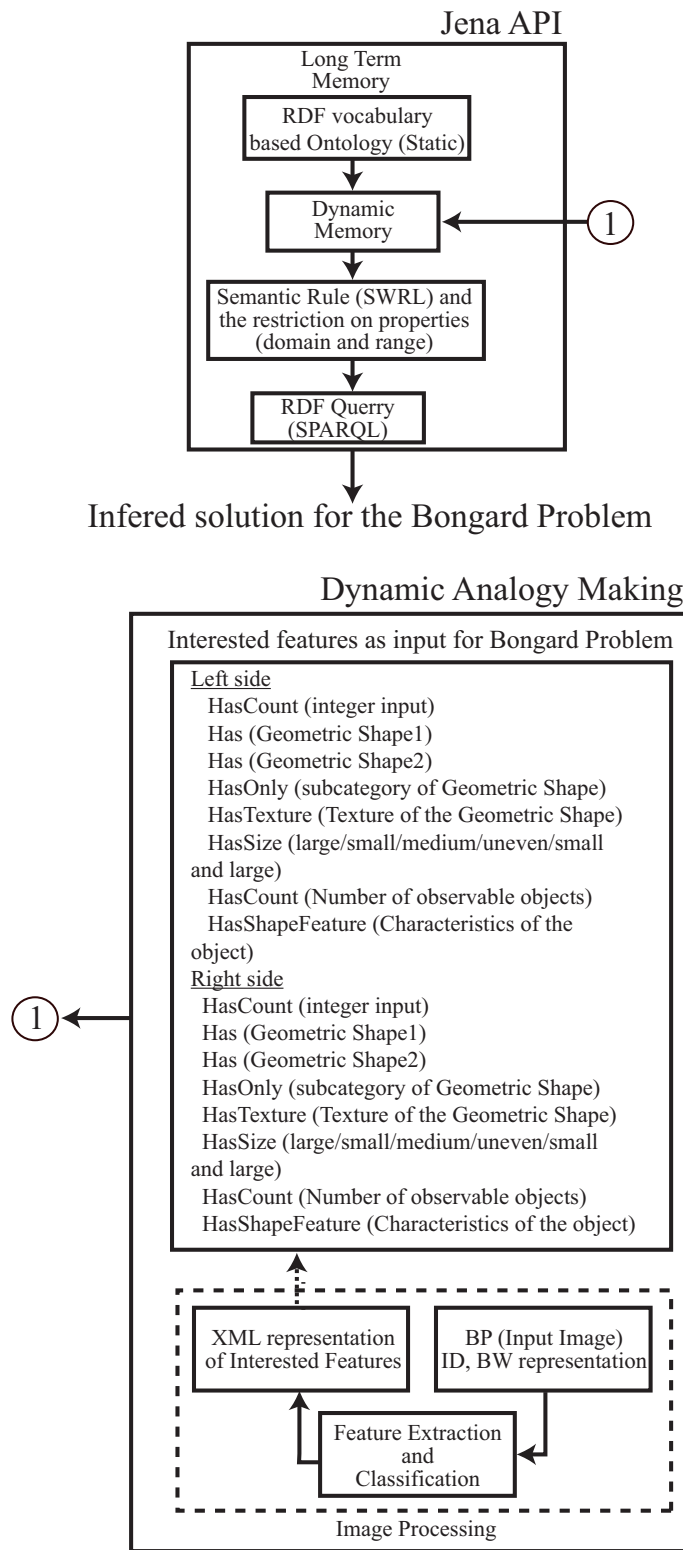 Jena API
Long Term
Memory
RDF vocabulary
based Ontology (Static)
Dynamic
Memory
1
Semantic Rule (SWRL) and
the restriction on properties
(domain and range)
RDF Querry
(SPARQL)
Infered solution for the Bongard Problem
Dynamic Analogy Making
Interested features as input for Bongard Problem
Left side
HasCount (integer input)
Has (Geometric Shape1)
Has (Geometric Shape2)
HasOnly (subcategory of Geometric Shape)
HasTexture (Texture of the Geometric Shape)
HasSize (large/small/medium/uneven/small
and large)
HasCount (Number of observable objects)
HasShapeFeature (Characteristics of the
object)
Right side
HasCount (integer input)
1
Has (Geometric Shape1)
Has (Geometric Shape2)
HasOnly (subcategory of Geometric Shape)
HasTexture (Texture of the Geometric Shape)
HasSize (large/small/medium/uneven/small
and large)
HasCount (Number of observable objects)
HasShapeFeature (Characteristics of the object)
XML representation
of Interested Features
BP (Input Image)
ID, BW representation
Feature Extraction
and
Classification
Image Processing